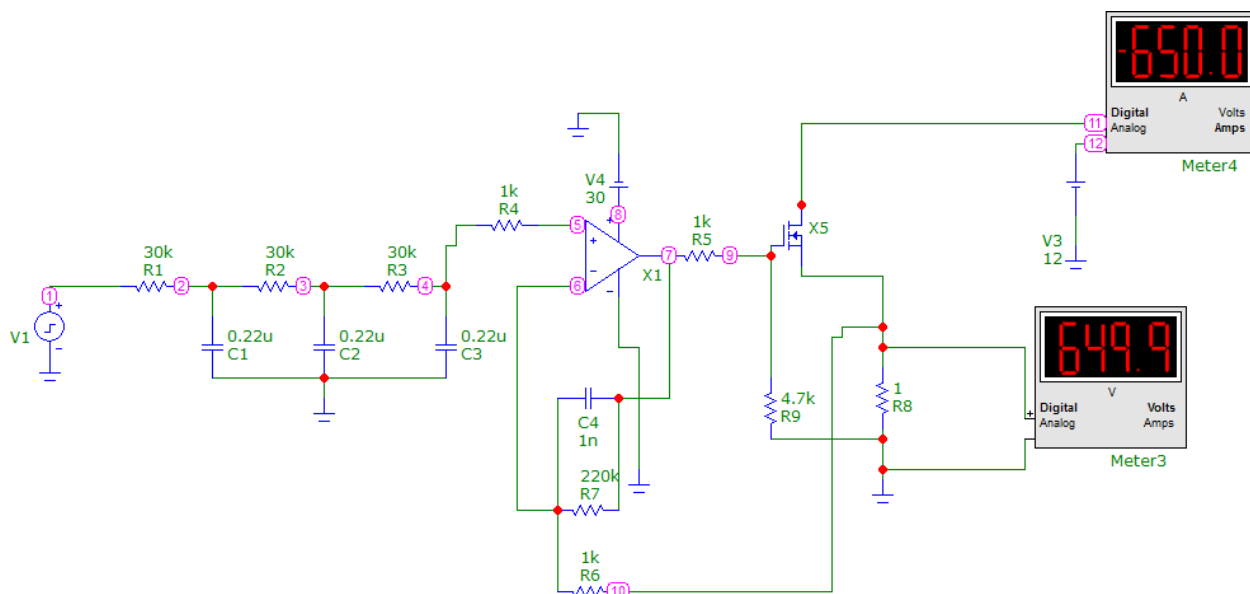 -650.0
A
Digital Volts
Analog Amps
11
12
Meter4
V4
30
8
1k
R4
5
6
7
X1
1k
R5
9
X5
V3
12
30k
R1
2
30k
R2
3
30k
R3
4
1
V1
0.22u
C1
0.22u
C2
0.22u
C3
C4
1n
220k
R7
1k
R6
10
4.7k
R9
1
R8
649.9
V
Digital Volts
Analog Amps
Meter3